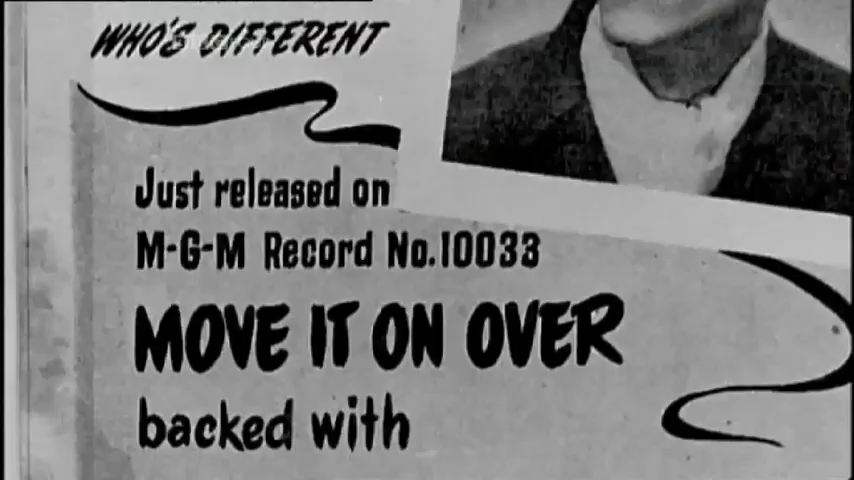 WHO'S DIFFERENT
Just released on
M-G-M Record No.10033
MOVE IT ON OVER
backed with